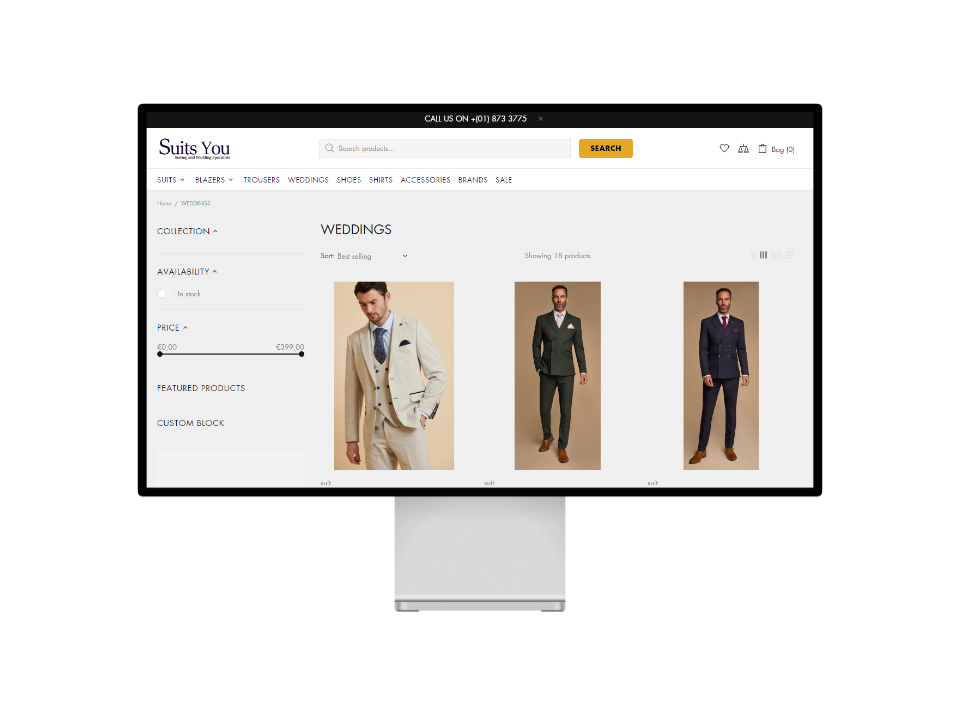 CALL US ON +(01) 873 3775 ×
Suits You
Suiting and Wedding Specialists
Search products...
SEARCH
Bag (0)
SUITS BLAZERS TROUSERS WEDDINGS SHOES SHIRTS ACCESSORIES BRANDS SALE
Home / WEDDINGS
COLLECTION
WEDDINGS
Sort: Best selling
Showing 18 products
AVAILABILITY
In stock
PRICE
€0,00 €399,00
FEATURED PRODUCTS
CUSTOM BLOCK
suit suit suit